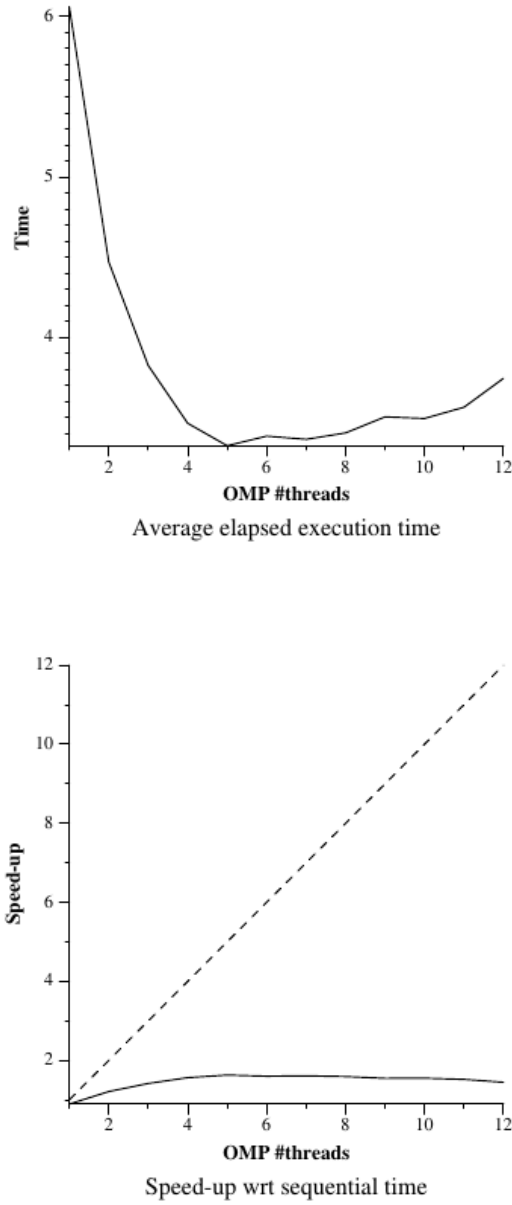 6
5
4
Time
2 4 6 8 10 12
OMP #threads
Average elapsed execution time
12
10
8
6
4
2
Speed-up
2 4 6 8 10 12
OMP #threads
Speed-up wrt sequential time